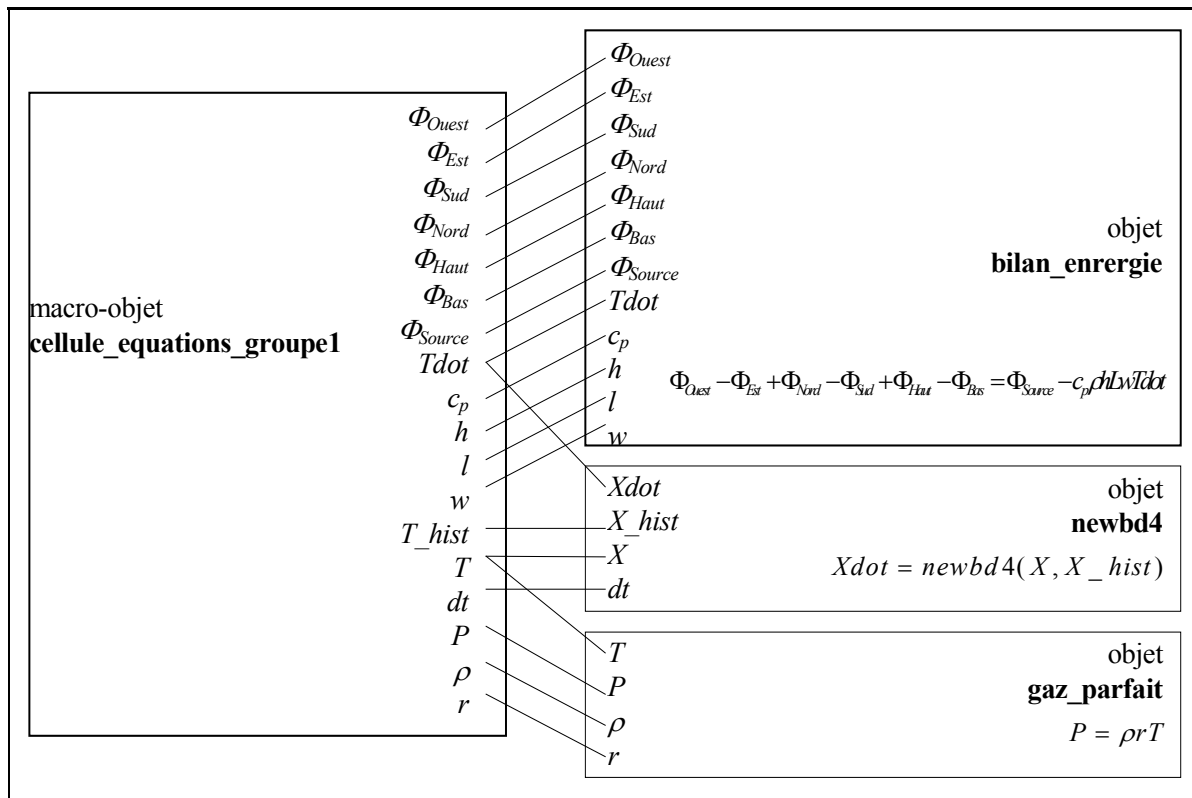 macro-objet
cellule_equations_groupe1
Φ_Ouest
Φ_Est
Φ_Sud
Φ_Nord
Φ_Haut
Φ_Bas
Φ_Source
Tdot
c_p
h
l
w
T_hist
T
dt
P
ρ
r
Φ_Ouest
Φ_Est
Φ_Sud
Φ_Nord
Φ_Haut
Φ_Bas
Φ_Source
Tdot
c_p
h
l
w
objet
bilan_enrergie
Φ_Ouest − Φ_Est + Φ_Nord − Φ_Sud + Φ_Haut − Φ_Bas = Φ_Source − c_pρhLwTdot
Xdot
X_hist
X
dt
objet
newbd4
Xdot = newbd4(X, X_hist)
T
P
ρ
r
objet
gaz_parfait
P = ρrT